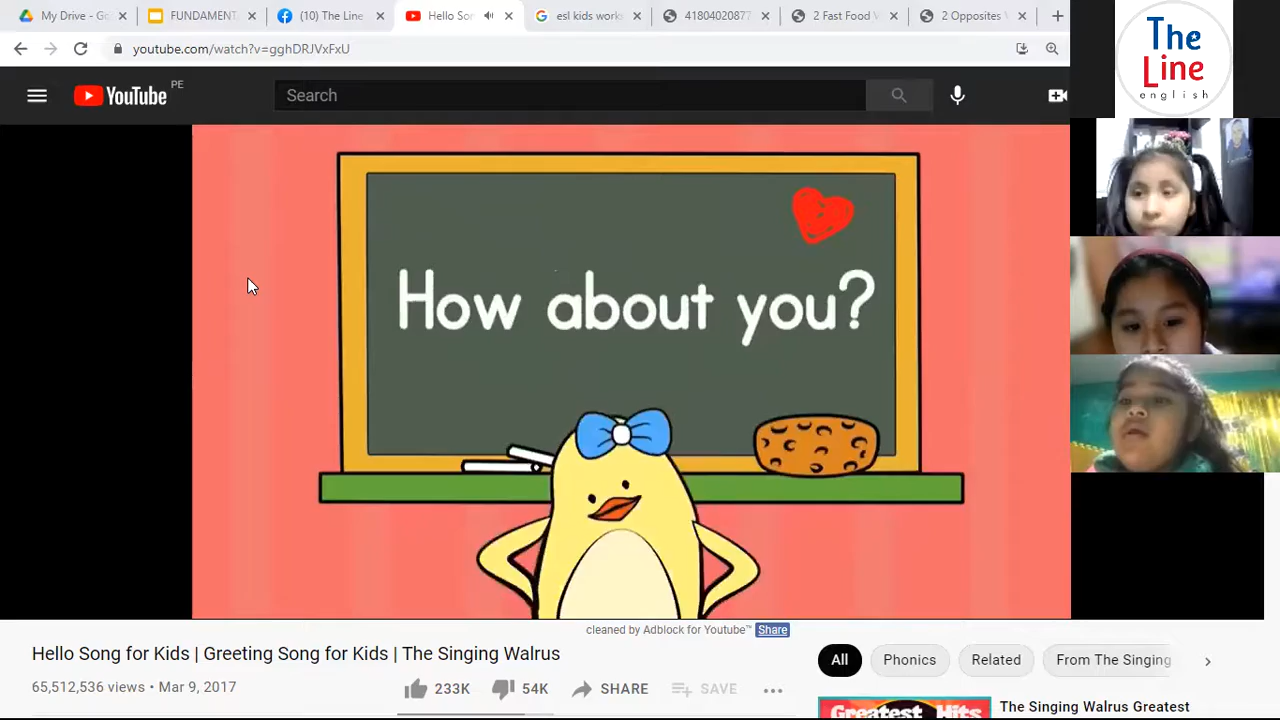 My Drive - Go
FUNDAMENT
(10) The Line
Hello So
esl kids works
41804020877
2 Fast Food V
2 Opposites
youtube.com/watch?v=gghDRJVxFxU
YouTube PE
Search
The
Line
english
How about you?
cleaned by Adblock for Youtube™ Share
Hello Song for Kids | Greeting Song for Kids | The Singing Walrus
65,512,536 views • Mar 9, 2017
233K
54K
SHARE
SAVE
All
Phonics
Related
From The Singing
Greatest Hits
The Singing Walrus Greatest